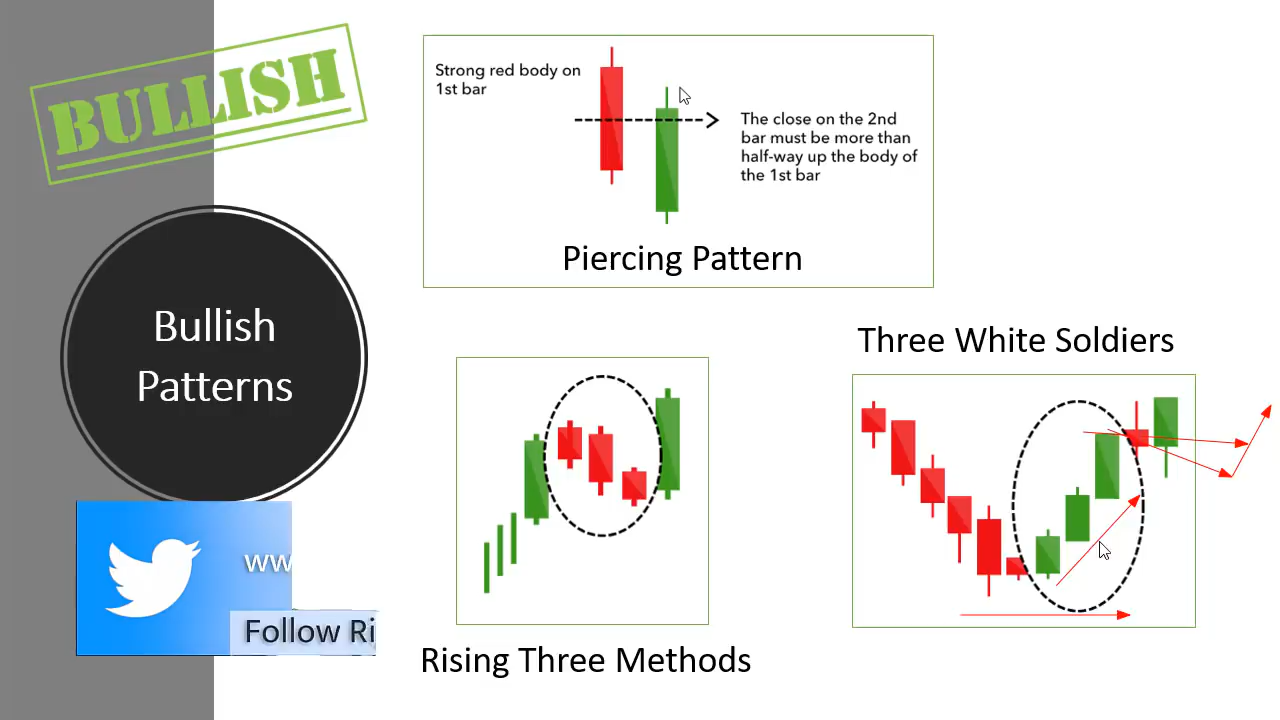 BULLISH
Bullish
Patterns
Strong red body on
1st bar
The close on the 2nd
bar must be more than
half-way up the body of
the 1st bar
Piercing Pattern
Three White Soldiers
Rising Three Methods
ww
Follow Ri